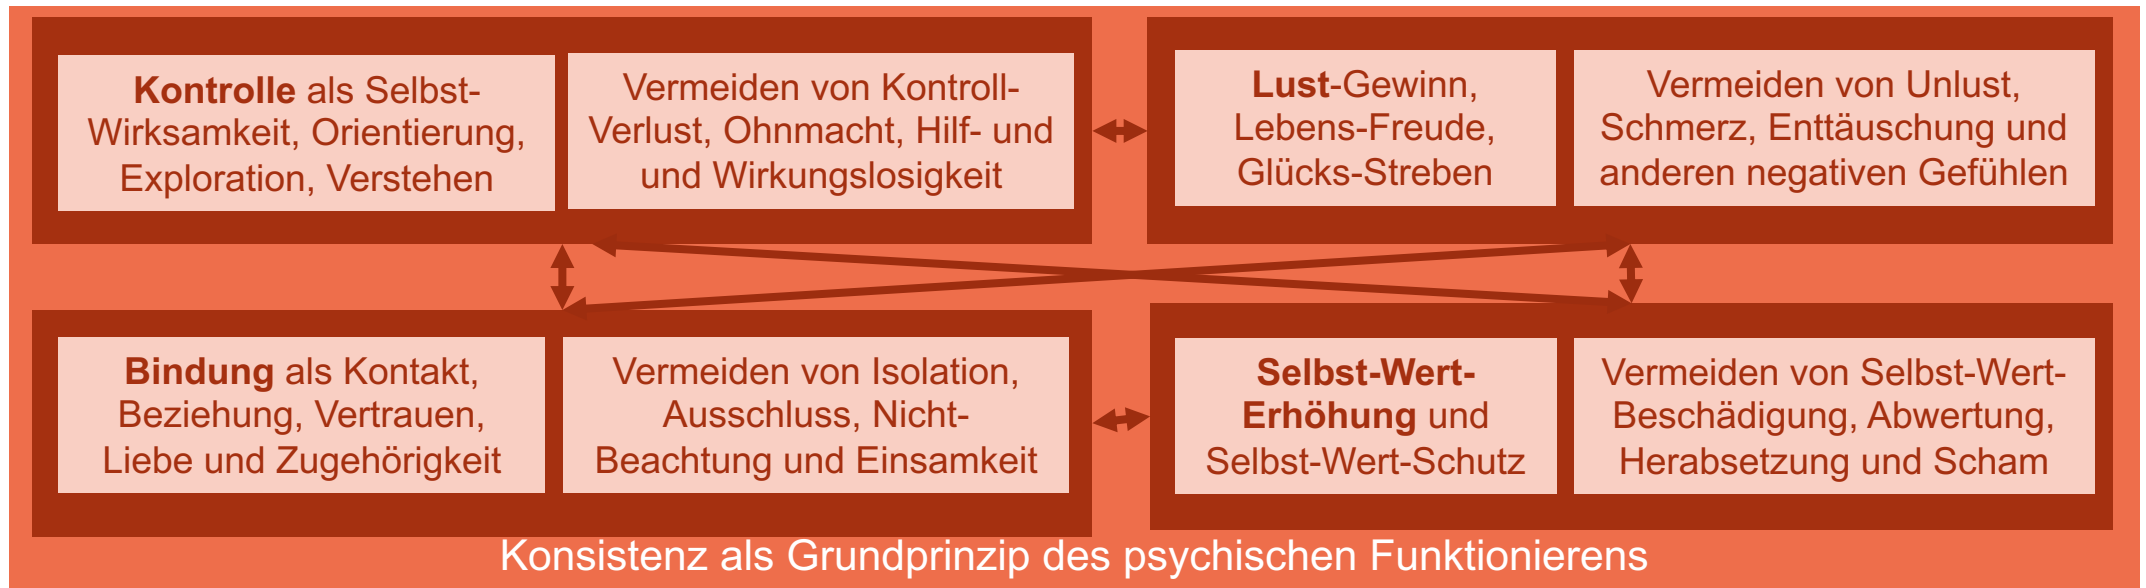 Kontrolle als Selbst-
Wirksamkeit, Orientierung,
Exploration, Verstehen
Vermeiden von Kontroll-
Verlust, Ohnmacht, Hilf- und
und Wirkungslosigkeit
Lust-Gewinn,
Lebens-Freude,
Glücks-Streben
Vermeiden von Unlust,
Schmerz, Enttäuschung und
anderen negativen Gefühlen
Bindung als Kontakt,
Beziehung, Vertrauen,
Liebe und Zugehörigkeit
Vermeiden von Isolation,
Ausschluss, Nicht-
Beachtung und Einsamkeit
Selbst-Wert-
Erhöhung und
Selbst-Wert-Schutz
Vermeiden von Selbst-Wert-
Beschädigung, Abwertung,
Herabsetzung und Scham
Konsistenz als Grundprinzip des psychischen Funktionierens